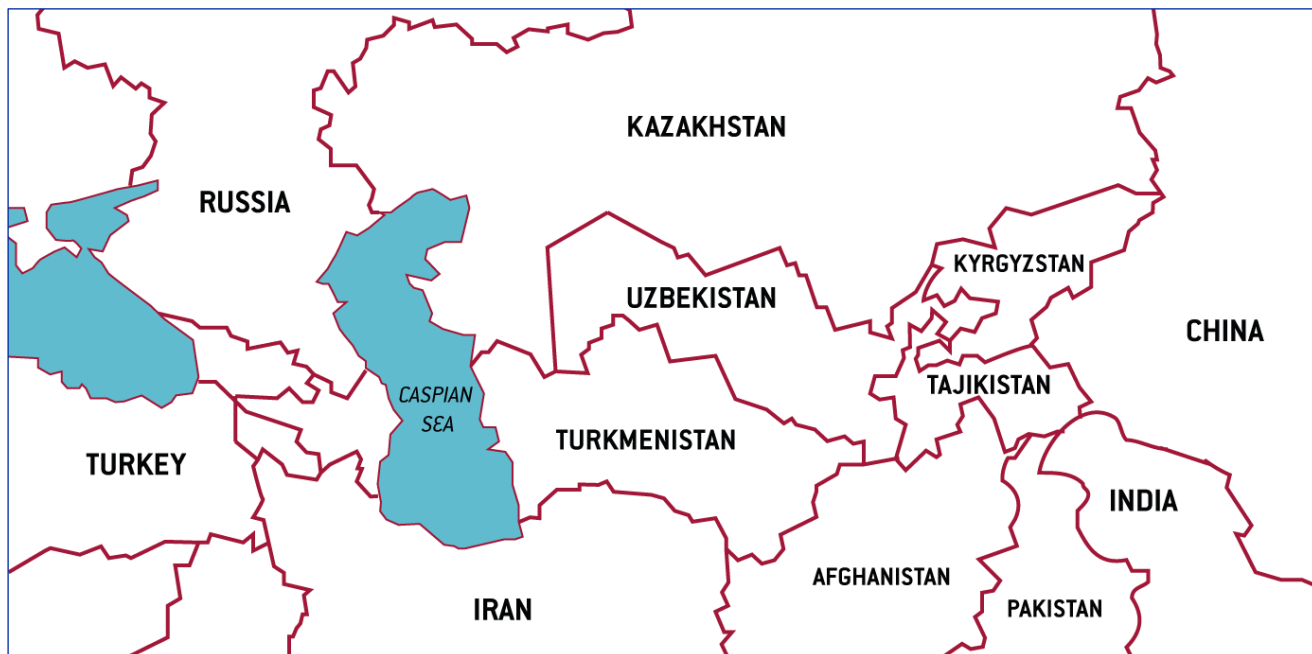 KAZAKHSTAN
RUSSIA
KYRGYZSTAN
UZBEKISTAN
CHINA
TAJIKISTAN
CASPIAN
SEA
TURKMENISTAN
TURKEY
INDIA
AFGHANISTAN
IRAN
PAKISTAN